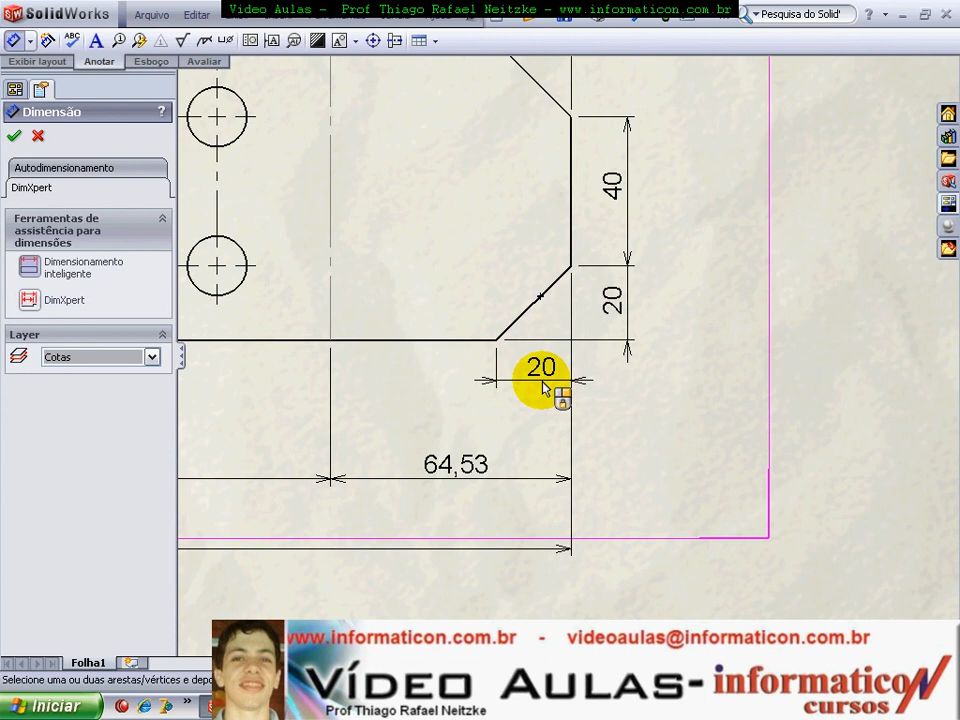 SolidWorks
Arquivo
Editar
Video Aulas - Prof Thiago Rafael Neitzke - www.informaticon.com.br
Pesquisa do Solid'
?
ABC
A
Exibir layout
Anotar
Esboço
Avaliar
Dimensão
?
Autodimensionamento
DimXpert
Ferramentas de
assistência para
dimensões
Dimensionamento
inteligente
DimXpert
Layer
Cotas
40
20
20
64,53
Folha1
Selecione uma ou duas arestas/vértices e depo
Iniciar
»
www.informaticon.com.br - videoaulas@informaticon.com.br
Vídeo Aulas- informaticon
Prof Thiago Rafael Neitzke
cursos